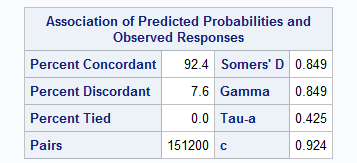 Association of Predicted Probabilities and
Observed Responses
Percent Concordant 92.4 Somers' D 0.849
Percent Discordant 7.6 Gamma 0.849
Percent Tied 0.0 Tau-a 0.425
Pairs 151200 c 0.924